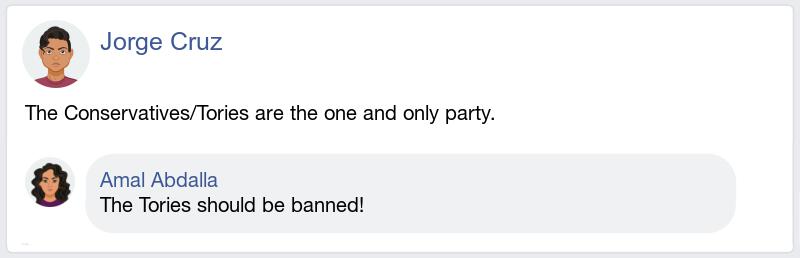 Jorge Cruz
The Conservatives/Tories are the one and only party.
Amal Abdalla
The Tories should be banned!